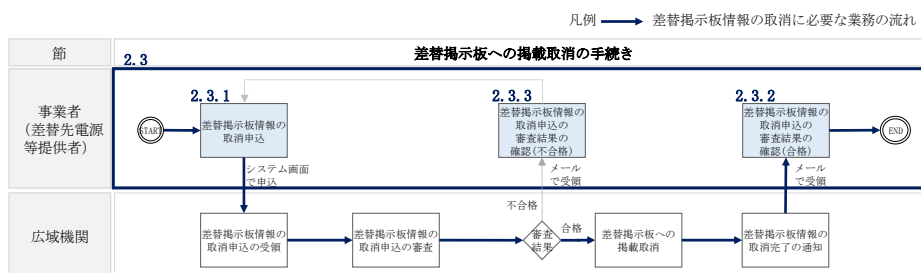 凡例 差替掲示板情報の取消に必要な業務の流れ
節
差替掲示板への掲載取消の手続き
2.3
事業者
(差替先電源
等提供者)
START
2.3.1
差替掲示板情報の
取消申込
2.3.3
差替掲示板情報の
取消申込の
審査結果の
確認(不合格)
2.3.2
差替掲示板情報の
取消申込の
審査結果の
確認(合格)
END
システム画面
で申込
メール
で受領
メール
で受領
不合格
広域機関
差替掲示板情報の
取消申込の受領
差替掲示板情報の
取消申込の審査
審査
結果
合格
差替掲示板への
掲載取消
差替掲示板情報の
取消完了の通知